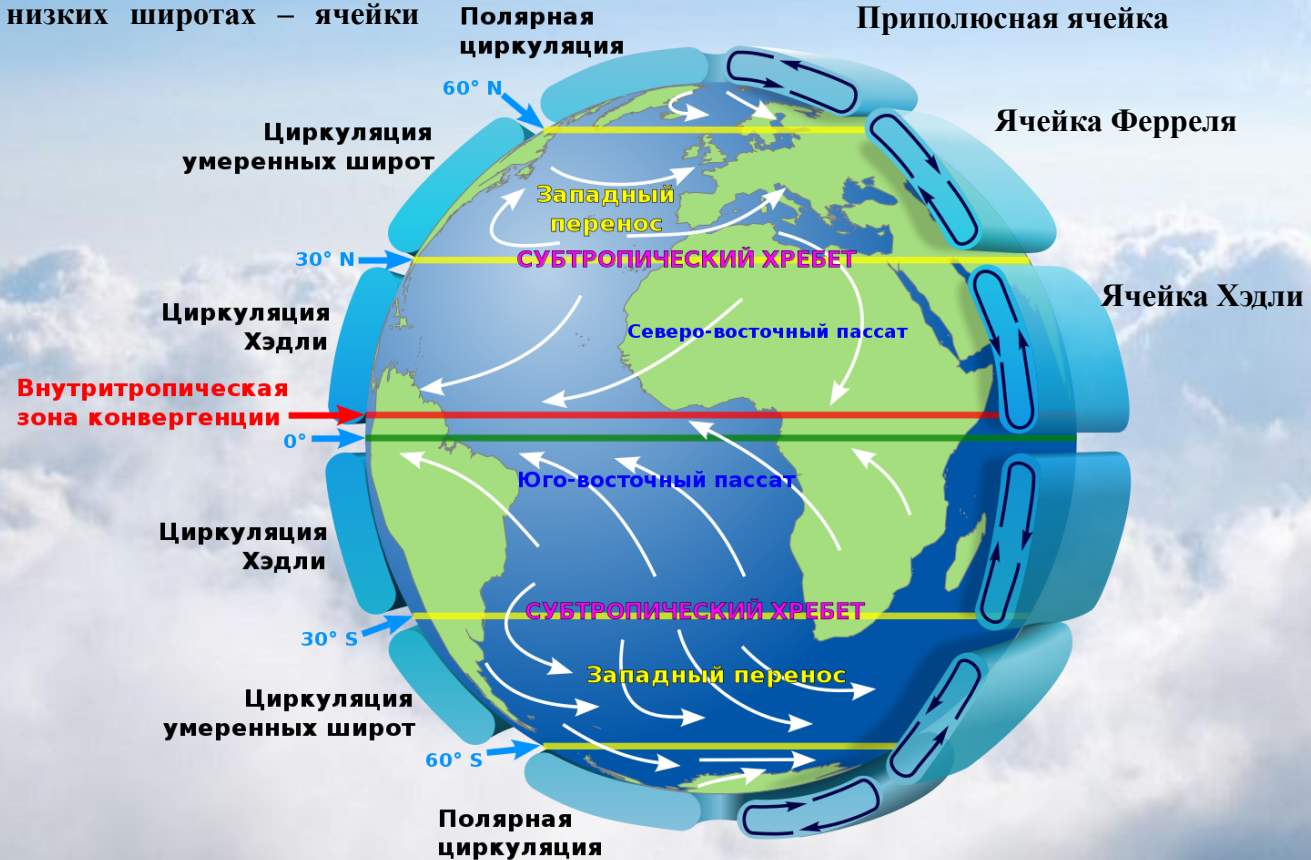 низких широтах – ячейки
Полярная
циркуляция
Приполюсная ячейка
60° N
Ячейка Ферреля
Циркуляция
умеренных широт
Западный
перенос
30° N
СУБТРОПИЧЕСКИЙ ХРЕБЕТ
Ячейка Хэдли
Циркуляция
Хэдли
Северо-восточный пассат
Внутритропическая
зона конвергенции
0°
Юго-восточный пассат
Циркуляция
Хэдли
СУБТРОПИЧЕСКИЙ ХРЕБЕТ
30° S
Западный перенос
Циркуляция
умеренных широт
60° S
Полярная
циркуляция